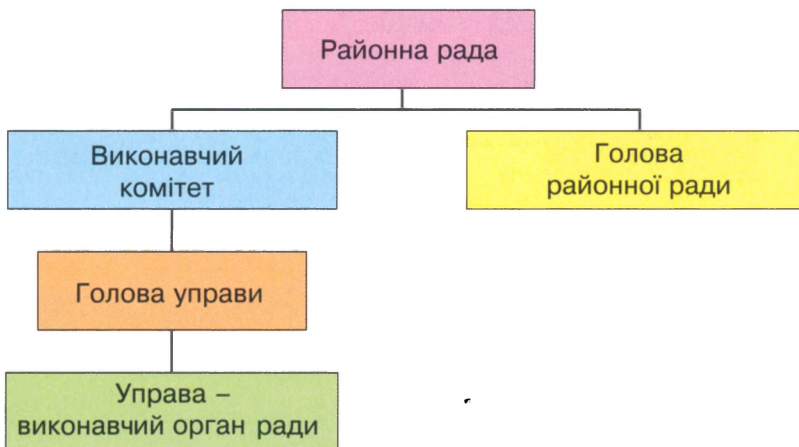 Районна рада
Виконавчий
комітет
Голова
районної ради
Голова управи
Управа –
виконавчий орган ради